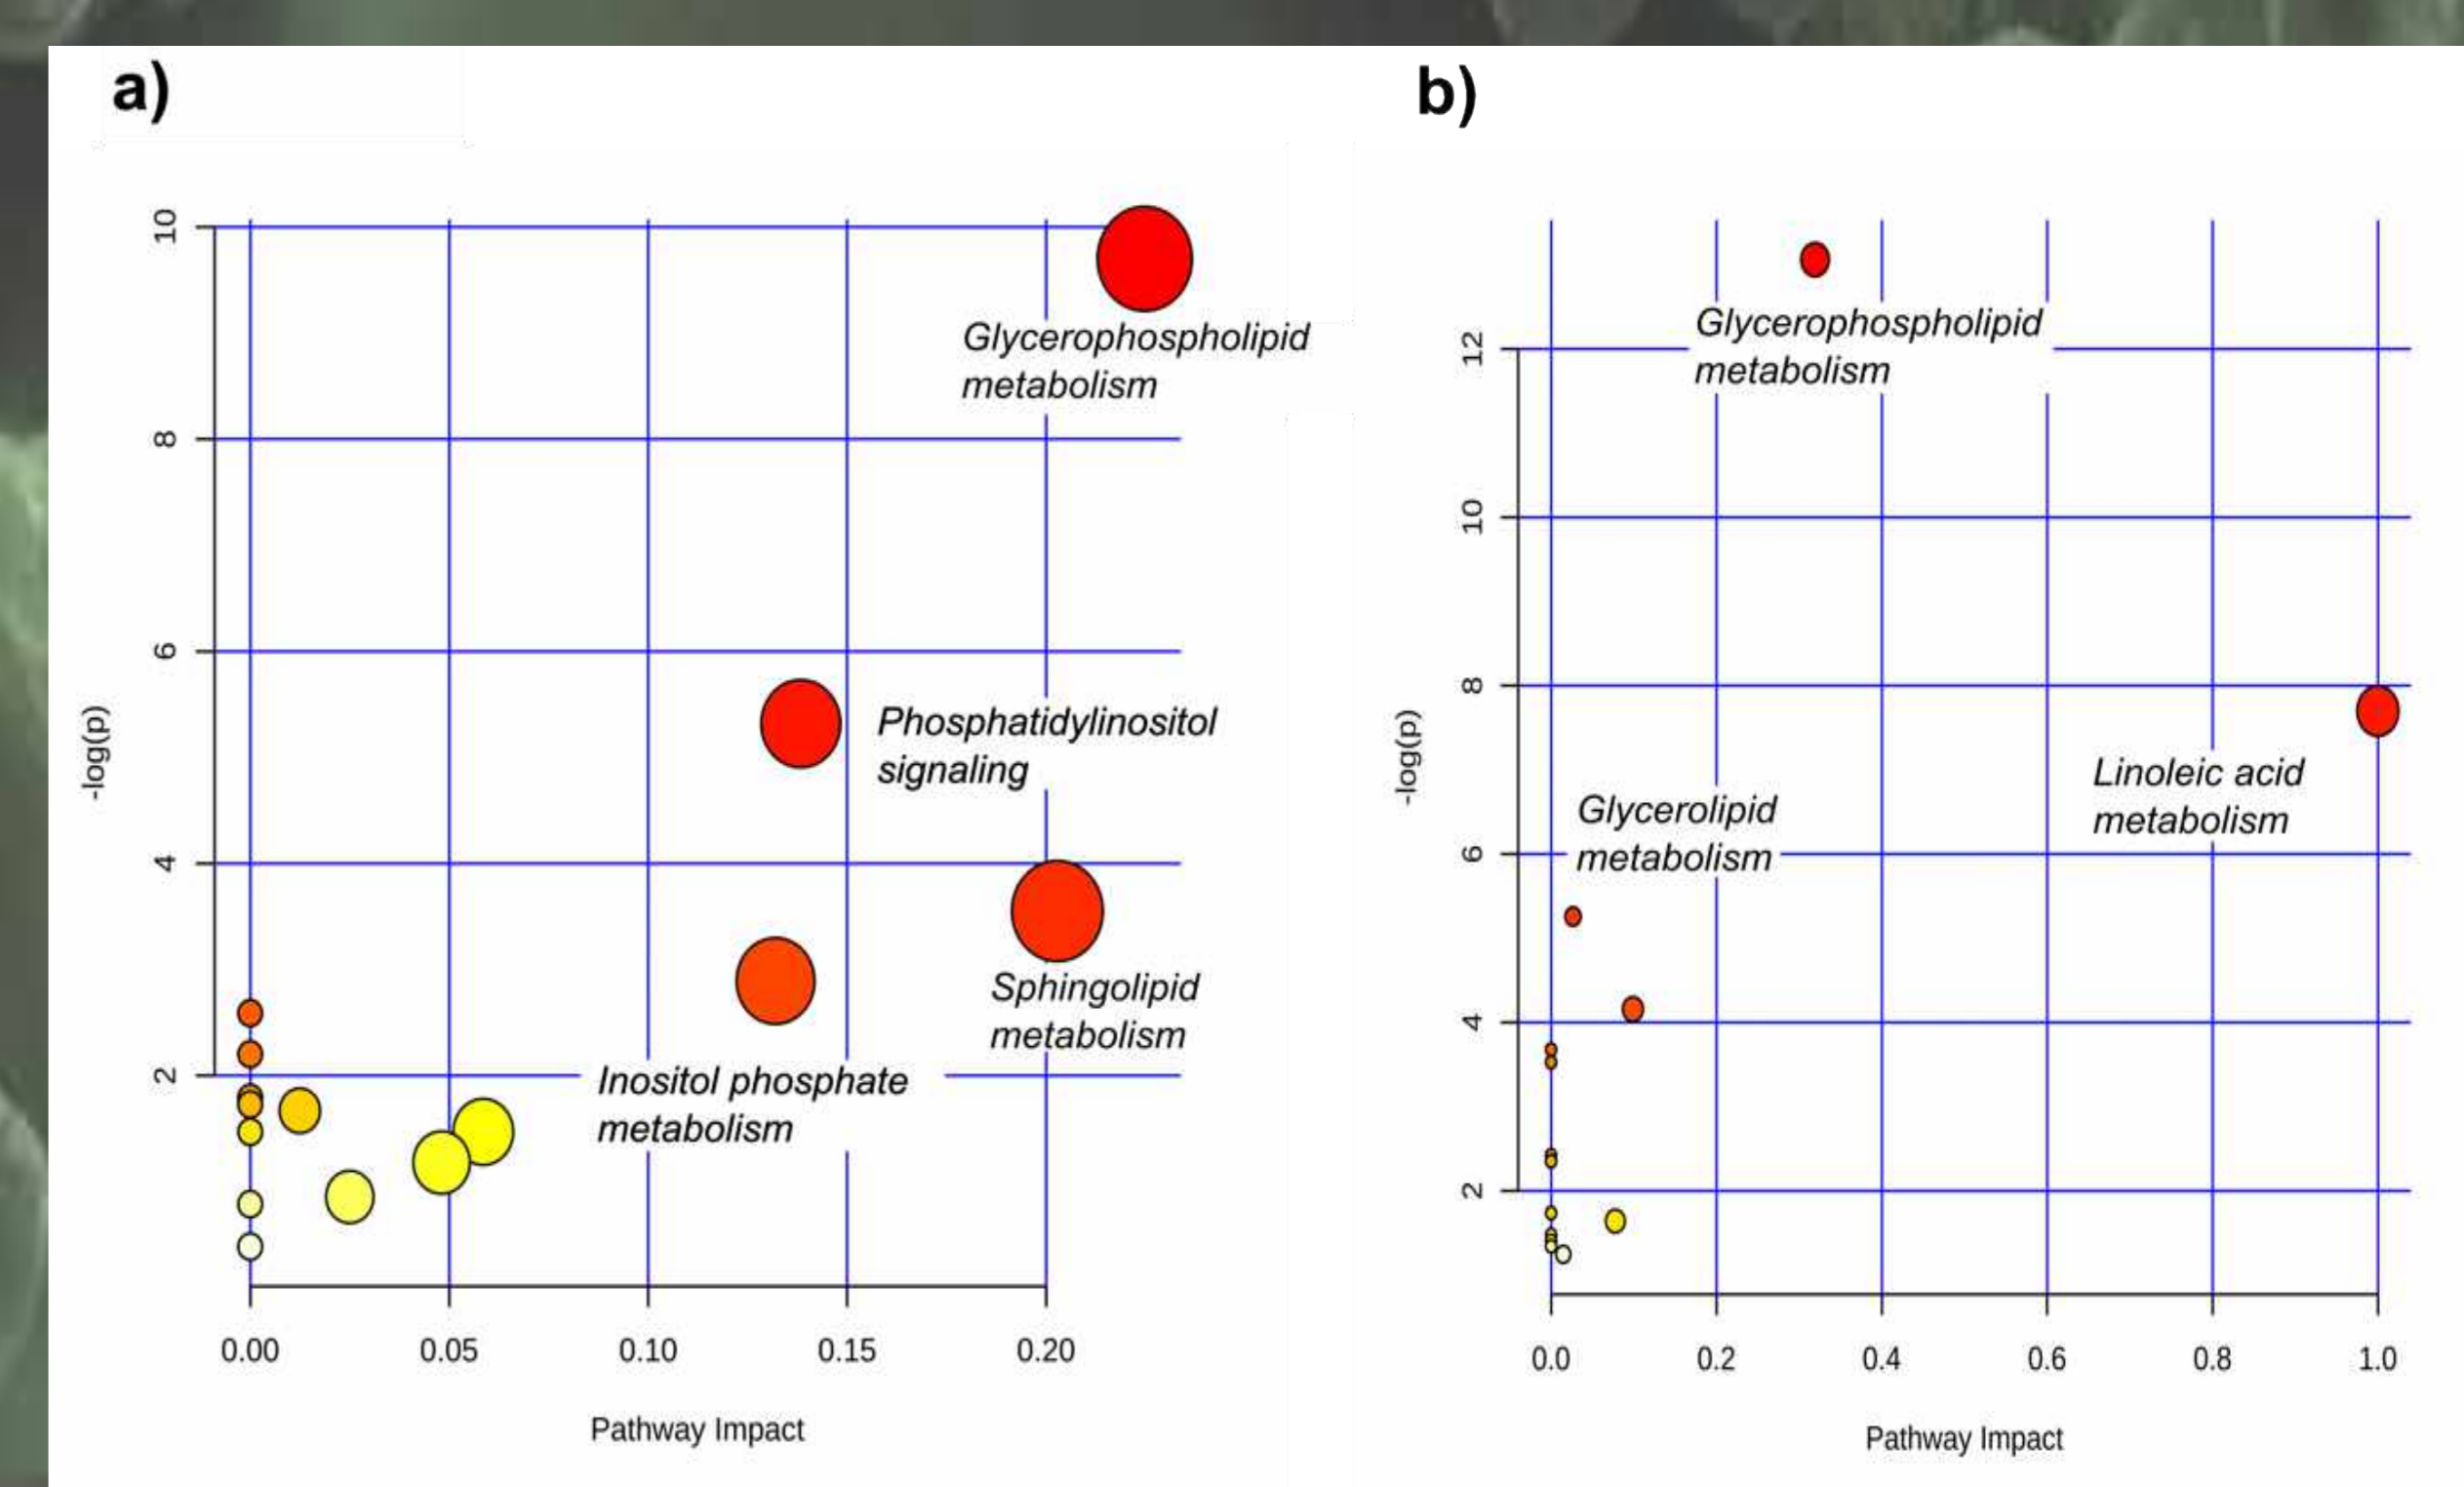 a)
10
8
6
4
2
-log(p)
Glycerophospholipid
metabolism
Phosphatidylinositol
signaling
Sphingolipid
metabolism
Inositol phosphate
metabolism
0.00 0.05 0.10 0.15 0.20
Pathway Impact
b)
12
10
8
6
4
2
-log(p)
Glycerophospholipid
metabolism
Linoleic acid
metabolism
Glycerolipid
metabolism
0.0 0.2 0.4 0.6 0.8 1.0
Pathway Impact